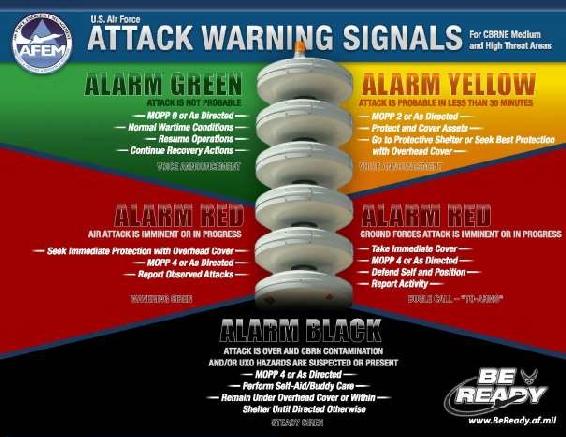 U.S. Air Force
ATTACK WARNING SIGNALS
For CBRNE Medium
and High Threat Areas
AFEM
ALARM GREEN
ATTACK IS NOT PROBABLE
MOPP 0 or As Directed
Normal Wartime Conditions
Resume Operations
Continue Recovery Actions
VOICE ANNOUNCEMENT
ALARM YELLOW
ATTACK IS PROBABLE IN LESS THAN 30 MINUTES
MOPP 2 or As Directed
Protect and Cover Assets
Go to Protective Shelter or Seek Best Protection
with Overhead Cover
VOICE ANNOUNCEMENT
ALARM RED
AIR ATTACK IS IMMINENT OR IN PROGRESS
Seek Immediate Protection with Overhead Cover
MOPP 4 or As Directed
Report Observed Attacks
WAVERING SIREN
ALARM RED
GROUND FORCES ATTACK IS IMMINENT OR IN PROGRESS
Take Immediate Cover
MOPP 4 or As Directed
Defend Self and Position
Report Activity
BUGLE CALL – "TO-ARMS"
ALARM BLACK
ATTACK IS OVER AND CBRN CONTAMINATION
AND/OR UXO HAZARDS ARE SUSPECTED OR PRESENT
MOPP 4 or As Directed
Perform Self-Aid/Buddy Care
Remain Under Overhead Cover or Within
Shelter Until Directed Otherwise
STEADY SIREN
BE
READY
www.BeReady.af.mil